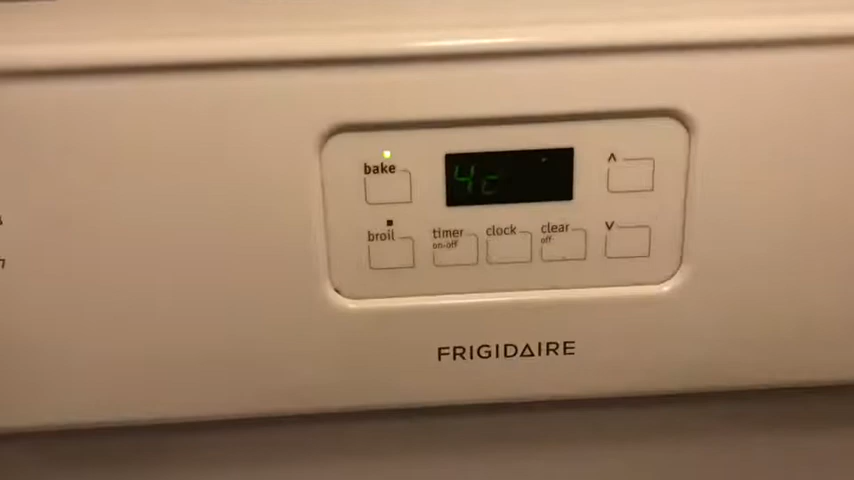 bake
^
4c
broil
timer
on-off
clock
clear
off
v
FRIGIDAIRE